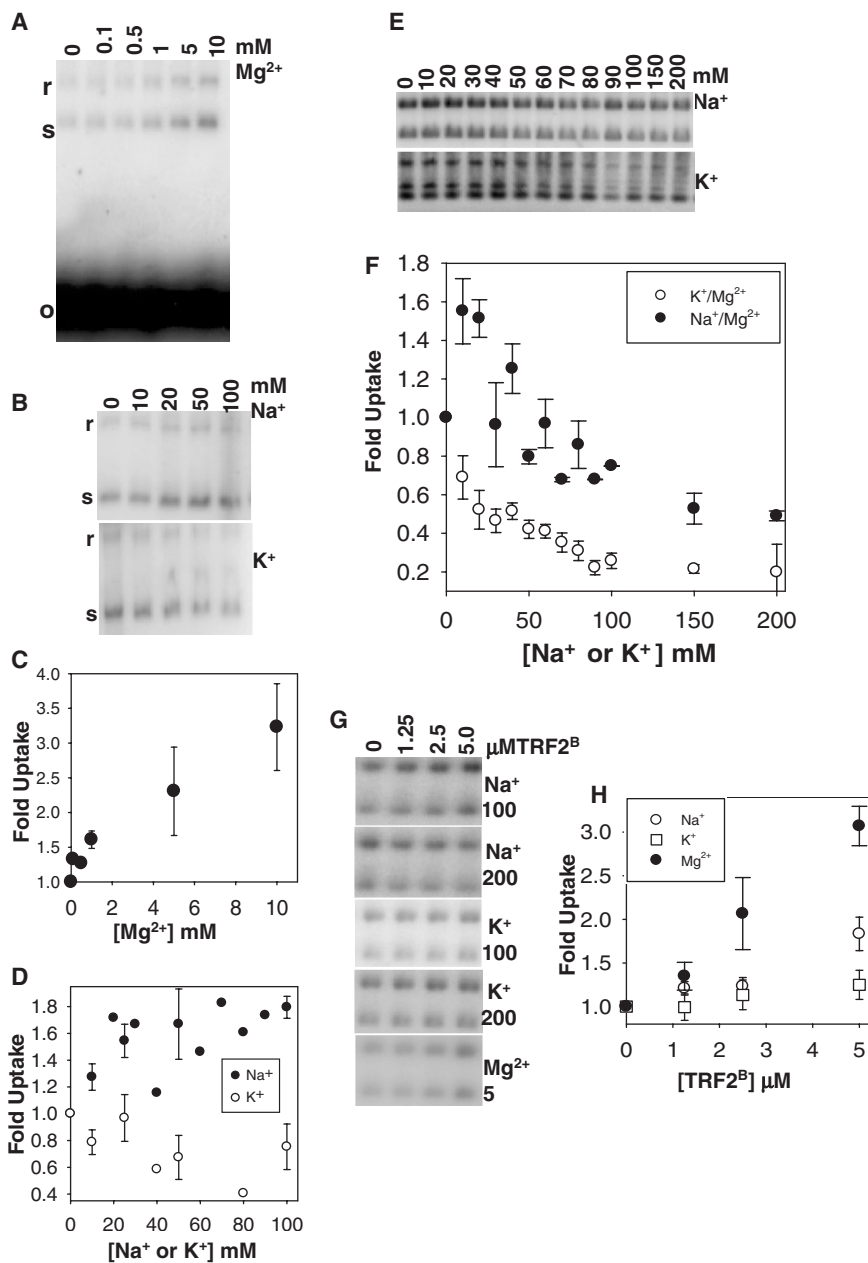 A
0 0.1 0.5 1 5 10 mM
Mg²⁺
r
s
o
B
0 10 20 50 100 mM
Na⁺
r
s
r
K⁺
s
C
Fold Uptake
4.0
3.5
3.0
2.5
2.0
1.5
1.0
0 2 4 6 8 10
[Mg²⁺] mM
D
Fold Uptake
1.8
1.6
1.4
1.2
1.0
0.8
0.6
0.4
Na⁺
K⁺
0 20 40 60 80 100
[Na⁺ or K⁺] mM
E
0 10 20 30 40 50 60 70 80 90 100 150 200 mM
Na⁺
K⁺
F
Fold Uptake
1.8
1.6
1.4
1.2
1.0
0.8
0.6
0.4
0.2
K⁺/Mg²⁺
Na⁺/Mg²⁺
0 50 100 150 200
[Na⁺ or K⁺] mM
G
0 1.25 2.5 5.0 μMTRF2ᴮ
Na⁺
100
Na⁺
200
K⁺
100
K⁺
200
Mg²⁺
5
H
Na⁺
K⁺
Mg²⁺
Fold Uptake
3.0
2.5
2.0
1.5
1.0
0 1 2 3 4 5
[TRF2ᴮ] μM